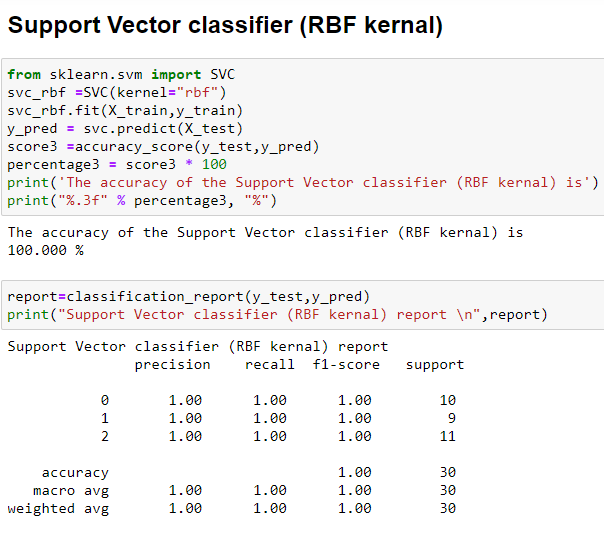 Support Vector classifier (RBF kernal)
from sklearn.svm import SVC
svc_rbf =SVC(kernel="rbf")
svc_rbf.fit(X_train,y_train)
y_pred = svc.predict(X_test)
score3 =accuracy_score(y_test,y_pred)
percentage3 = score3 * 100
print('The accuracy of the Support Vector classifier (RBF kernal) is')
print("%.3f" % percentage3, "%")
The accuracy of the Support Vector classifier (RBF kernal) is
100.000 %
report=classification_report(y_test,y_pred)
print("Support Vector classifier (RBF kernal) report \n",report)
Support Vector classifier (RBF kernal) report
precision recall f1-score support
0 1.00 1.00 1.00 10
1 1.00 1.00 1.00 9
2 1.00 1.00 1.00 11
accuracy 1.00 30
macro avg 1.00 1.00 1.00 30
weighted avg 1.00 1.00 1.00 30